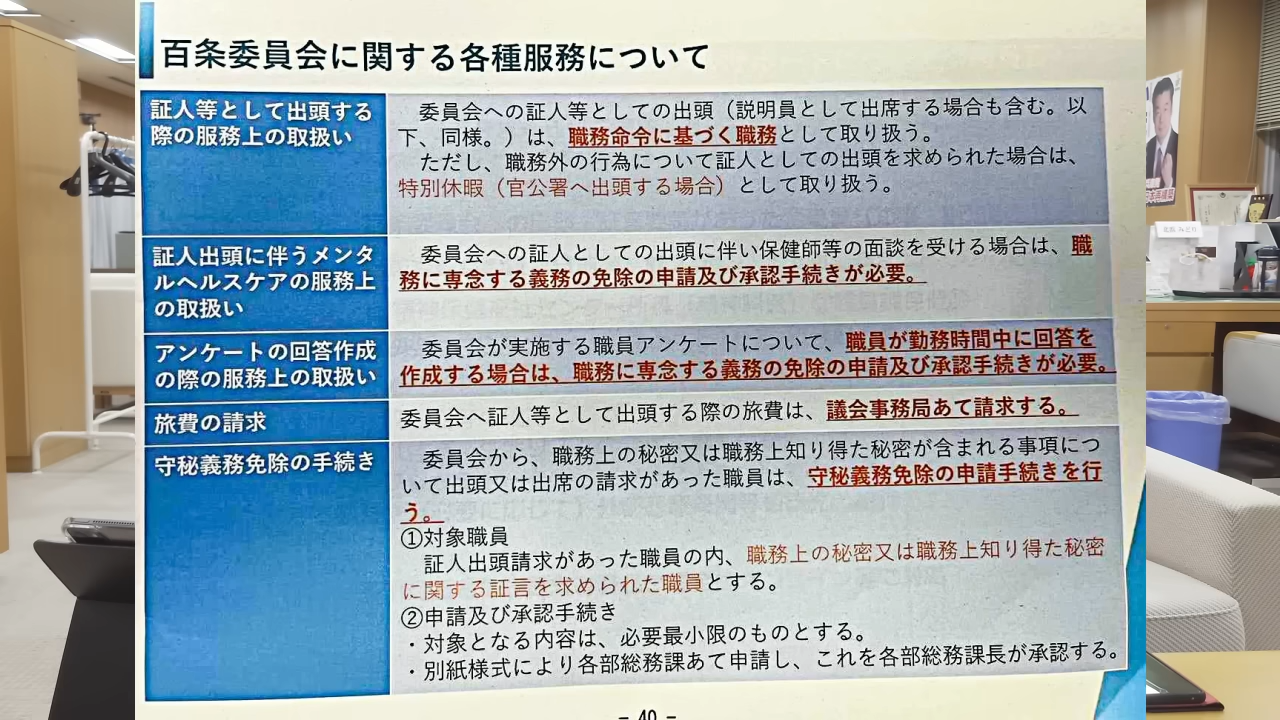 百条委員会に関する各種服務について
証人等として出頭する
際の服務上の取扱い
委員会への証人等としての出頭（説明員として出席する場合も含む。以
下、同様。）は、職務命令に基づく職務として取り扱う。
ただし、職務外の行為について証人としての出頭を求められた場合は、
特別休暇（官公署へ出頭する場合）として取り扱う。
証人出頭に伴うメンタ
ルヘルスケアの服務上
の取扱い
委員会への証人としての出頭に伴い保健師等の面談を受ける場合は、職
務に専念する義務の免除の申請及び承認手続きが必要。
アンケートの回答作成
の際の服務上の取扱い
委員会が実施する職員アンケートについて、職員が勤務時間中に回答を
作成する場合は、職務に専念する義務の免除の申請及び承認手続きが必要。
旅費の請求
委員会へ証人等として出頭する際の旅費は、議会事務局あて請求する。
守秘義務免除の手続き
委員会から、職務上の秘密又は職務上知り得た秘密が含まれる事項につ
いて出頭又は出席の請求があった職員は、守秘義務免除の申請手続きを行
う。
①対象職員
証人出頭請求があった職員の内、職務上の秘密又は職務上知り得た秘密
に関する証言を求められた職員とする。
②申請及び承認手続き
・対象となる内容は、必要最小限のものとする。
・別紙様式により各部総務課あて申請し、これを各部総務課長が承認する。
- 40 -